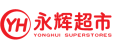 YH 永辉超市
YONGHUI SUPERSTORES